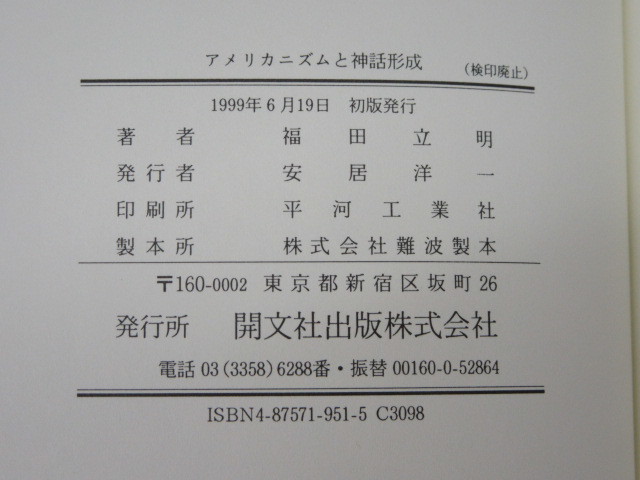 アメリカニズムと神話形成 (検印廃止)
1999年6月19日 初版発行
著者 福田立明
発行者 安居洋一
印刷所 平河工業社
製本所 株式会社難波製本
〒160-0002 東京都新宿区坂町26
発行所 開文社出版株式会社
電話 03(3358)6288番・振替 00160-0-52864
ISBN4-87571-951-5 C3098